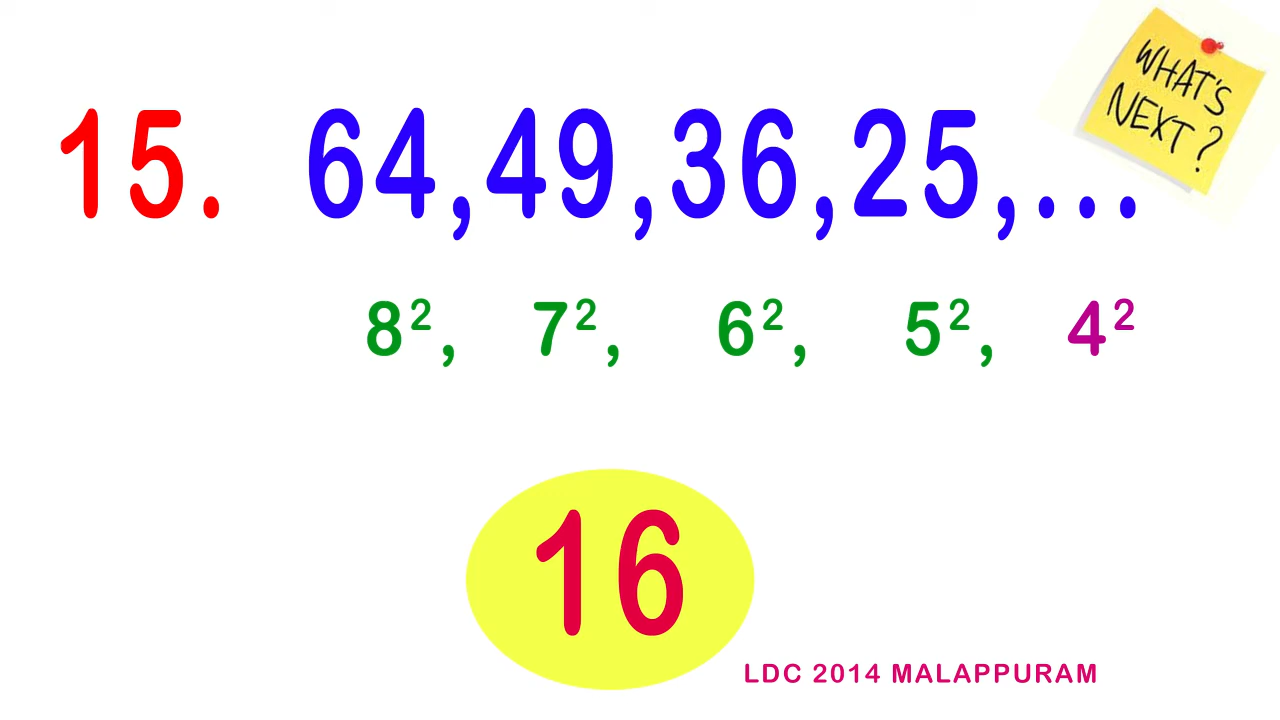 WHAT'S
NEXT?
15. 64,49,36,25,...
8², 7², 6², 5², 4²
16
LDC 2014 MALAPPURAM